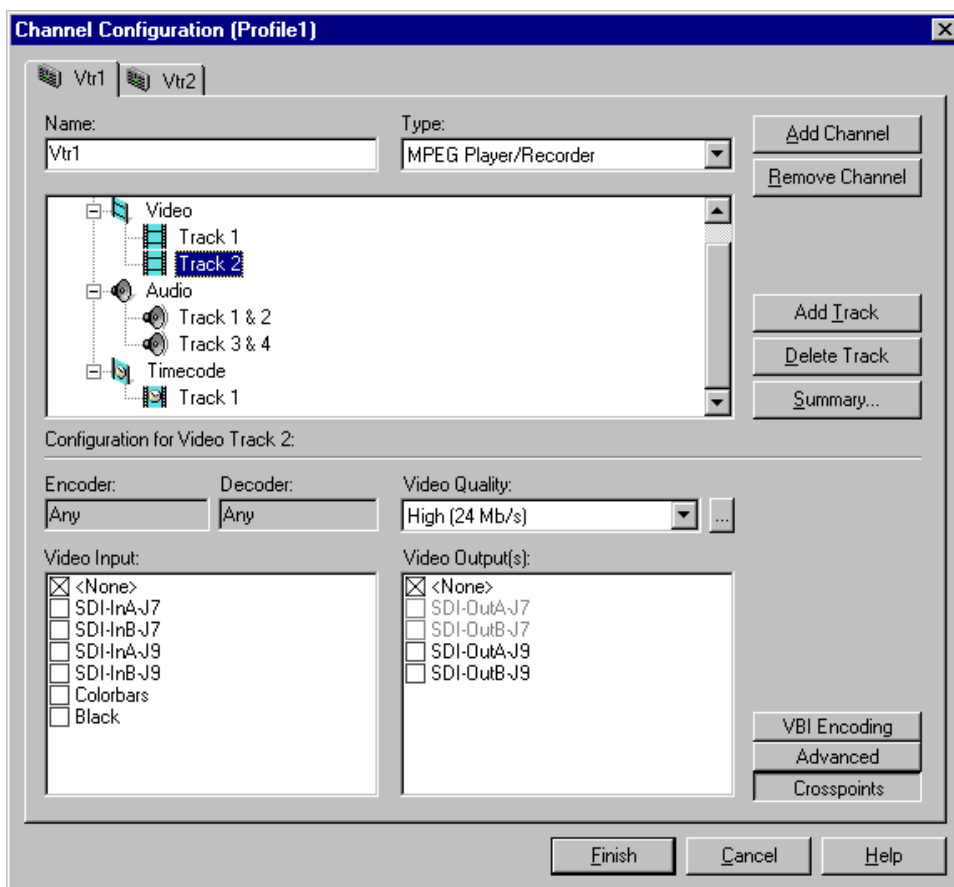 Channel Configuration (Profile1)
Vtr1
Vtr2
Name:
Type:
Vtr1
MPEG Player/Recorder
Add Channel
Remove Channel
Video
Track 1
Track 2
Audio
Track 1 & 2
Track 3 & 4
Timecode
Track 1
Add Track
Delete Track
Summary...
Configuration for Video Track 2:
Encoder:
Decoder:
Video Quality:
Any
Any
High (24 Mb/s)
...
Video Input:
<None>
SDI-InA-J7
SDI-InB-J7
SDI-InA-J9
SDI-InB-J9
Colorbars
Black
Video Output(s):
<None>
SDI-OutA-J7
SDI-OutB-J7
SDI-OutA-J9
SDI-OutB-J9
VBI Encoding
Advanced
Crosspoints
Finish
Cancel
Help